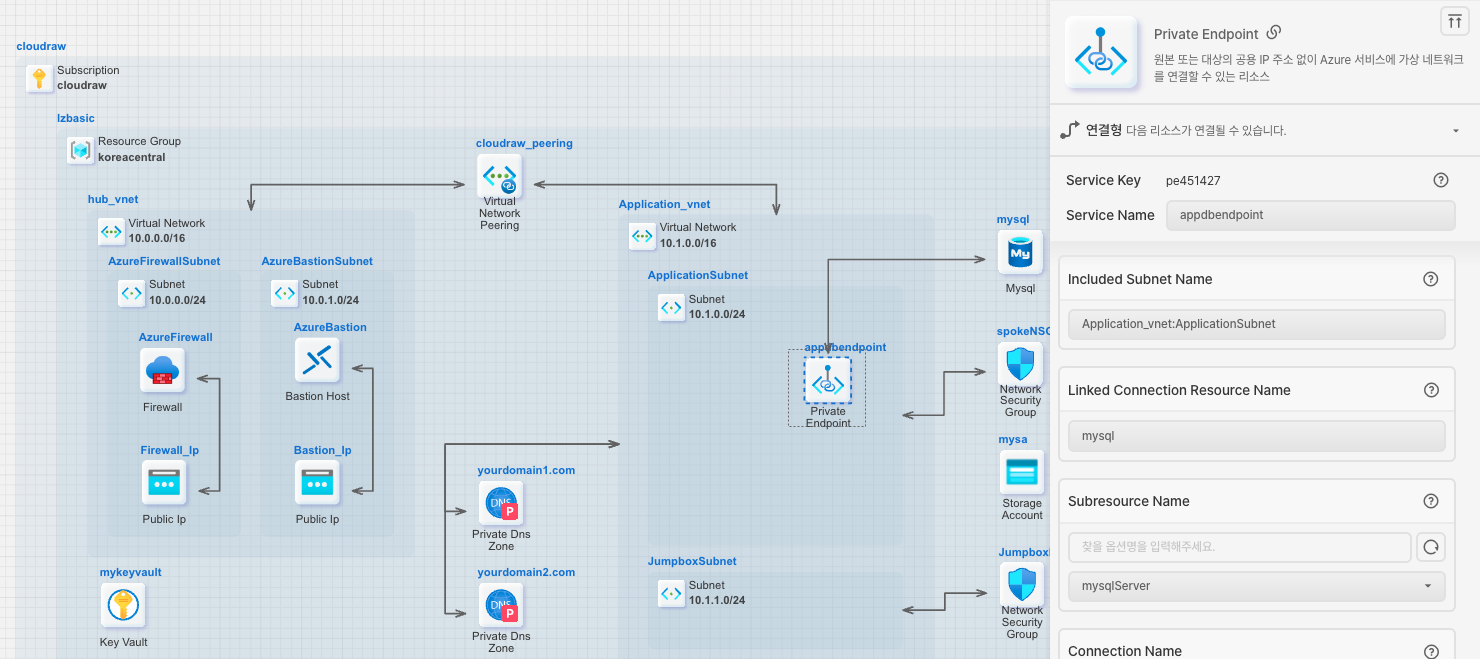 cloudraw
Subscription
cloudraw
lzbasic
Resource Group
koreacentral
hub_vnet
Virtual Network
10.0.0.0/16
AzureFirewallSubnet
Subnet
10.0.0.0/24
AzureBastionSubnet
Subnet
10.0.1.0/24
AzureFirewall
Firewall
AzureBastion
Bastion Host
Firewall_Ip
Public Ip
Bastion_Ip
Public Ip
mykeyvault
Key Vault
cloudraw_peering
Virtual
Network
Peering
yourdomain1.com
DNS
P
Private Dns
Zone
yourdomain2.com
DNS
P
Private Dns
Zone
Application_vnet
Virtual Network
10.1.0.0/16
ApplicationSubnet
Subnet
10.1.0.0/24
appdbendpoint
Private
Endpoint
JumpboxSubnet
Subnet
10.1.1.0/24
mysql
My
Mysql
spokeNSG
Network
Security
Group
mysa
Storage
Account
Jumpbox
Network
Security
Group
Private Endpoint
원본 또는 대상의 공용 IP 주소 없이 Azure 서비스에 가상 네트워크
를 연결할 수 있는 리소스
연결형 다음 리소스가 연결될 수 있습니다.
Service Key pe451427
Service Name appdbendpoint
Included Subnet Name
Application_vnet:ApplicationSubnet
Linked Connection Resource Name
mysql
Subresource Name
찾을 옵션명을 입력해주세요.
mysqlServer
Connection Name